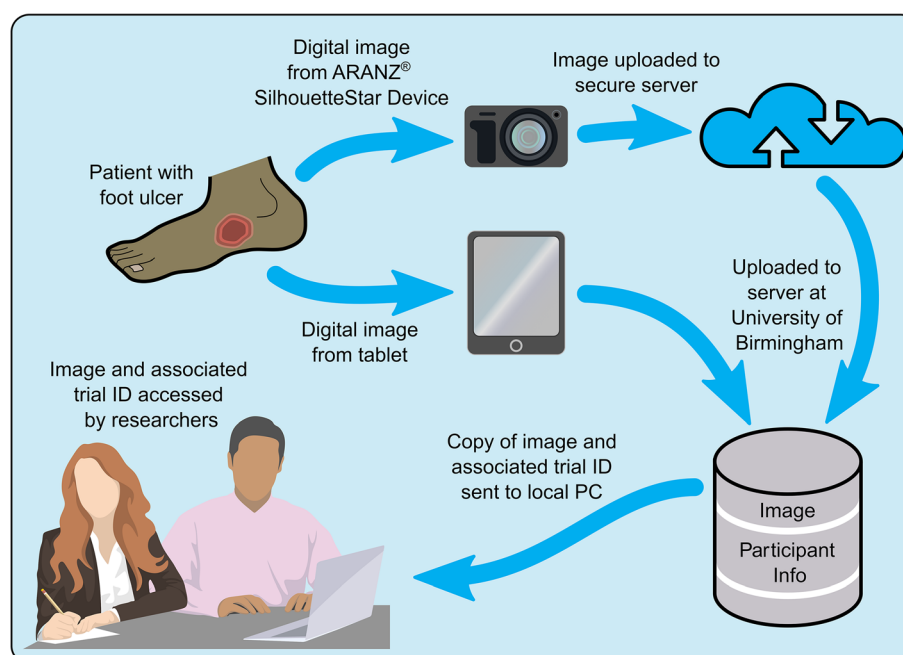 Digital image
from ARANZ®
SilhouetteStar Device
Image uploaded to
secure server
Patient with
foot ulcer
Digital image
from tablet
Uploaded to
server at
University of
Birmingham
Image and associated
trial ID accessed
by researchers
Copy of image and
associated trial ID
sent to local PC
Image
Participant
Info